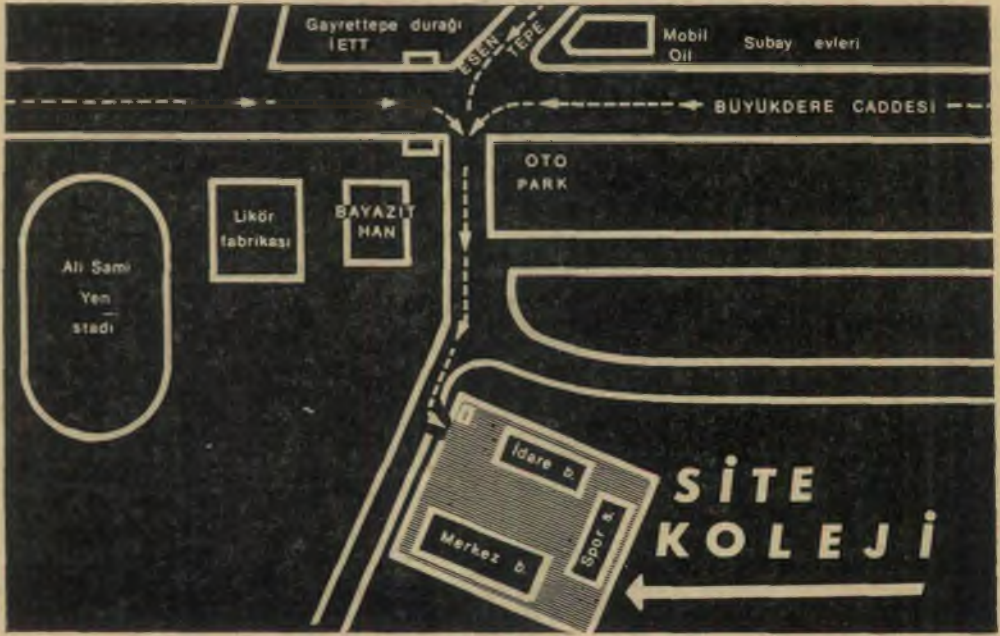 Gayrettepe durağı
İETT
ESEN
TEPE
Mobil
Oil
Subay evleri
BÜYÜKDERE CADDESİ
OTO
PARK
Likör
fabrikası
BAYAZIT
HAN
Ali Sami
Yen
stadı
İdare b.
Spor s.
Merkez b.
SİTE
KOLEJİ